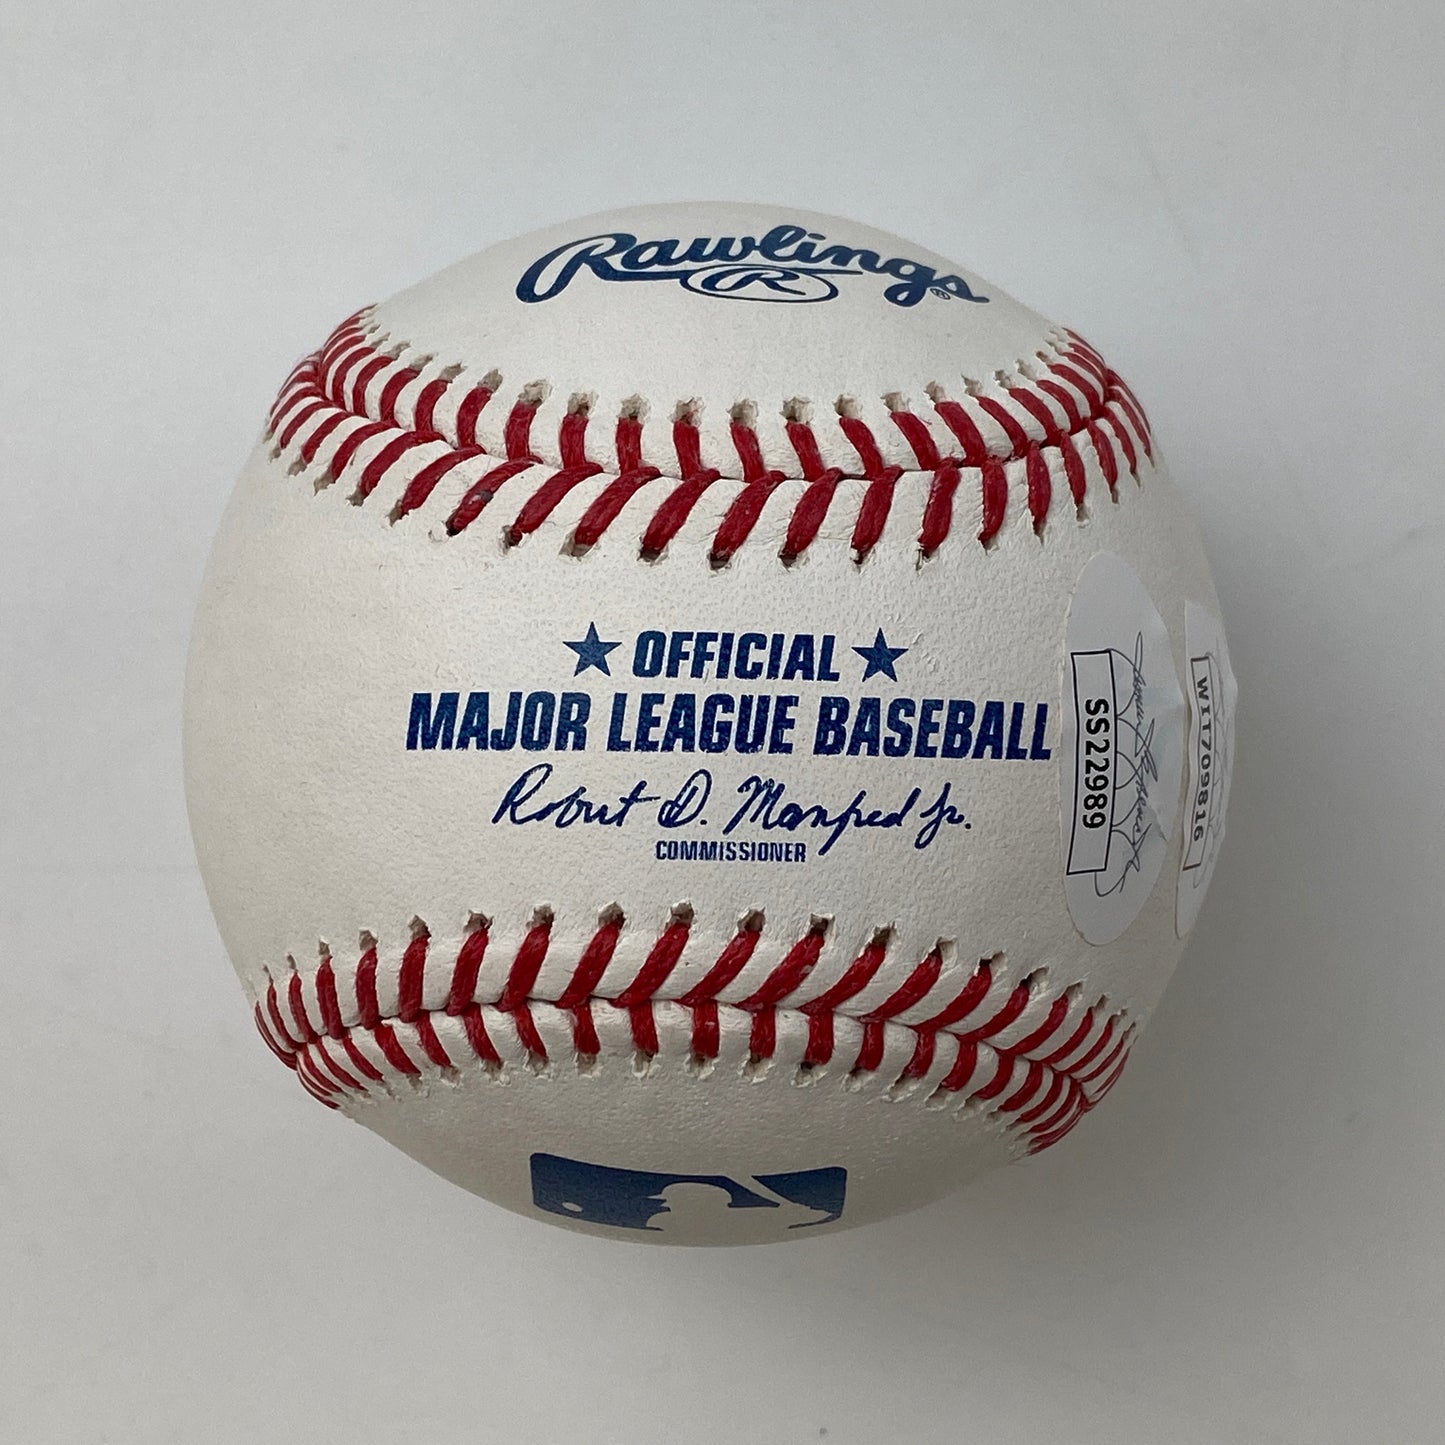 Rawlings
R
®
★ OFFICIAL ★
MAJOR LEAGUE BASEBALL
Robert D. Manfred Jr.
COMMISSIONER
SS22989
WIT709816